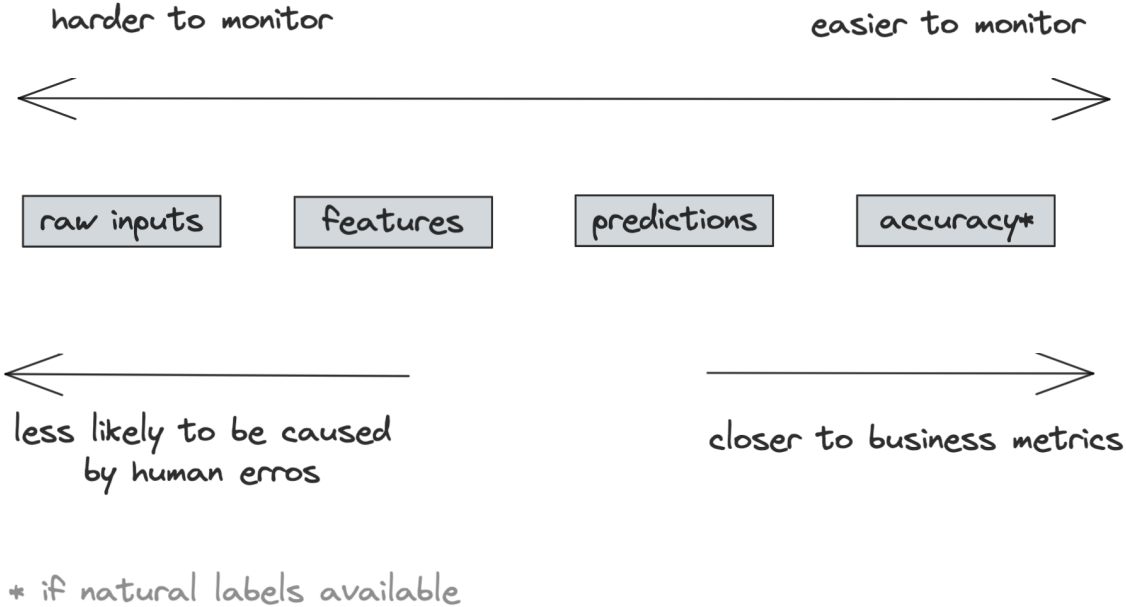 harder to monitor
easier to monitor
raw inputs
features
predictions
accuracy*
less likely to be caused
by human erros
closer to business metrics
* if natural labels available